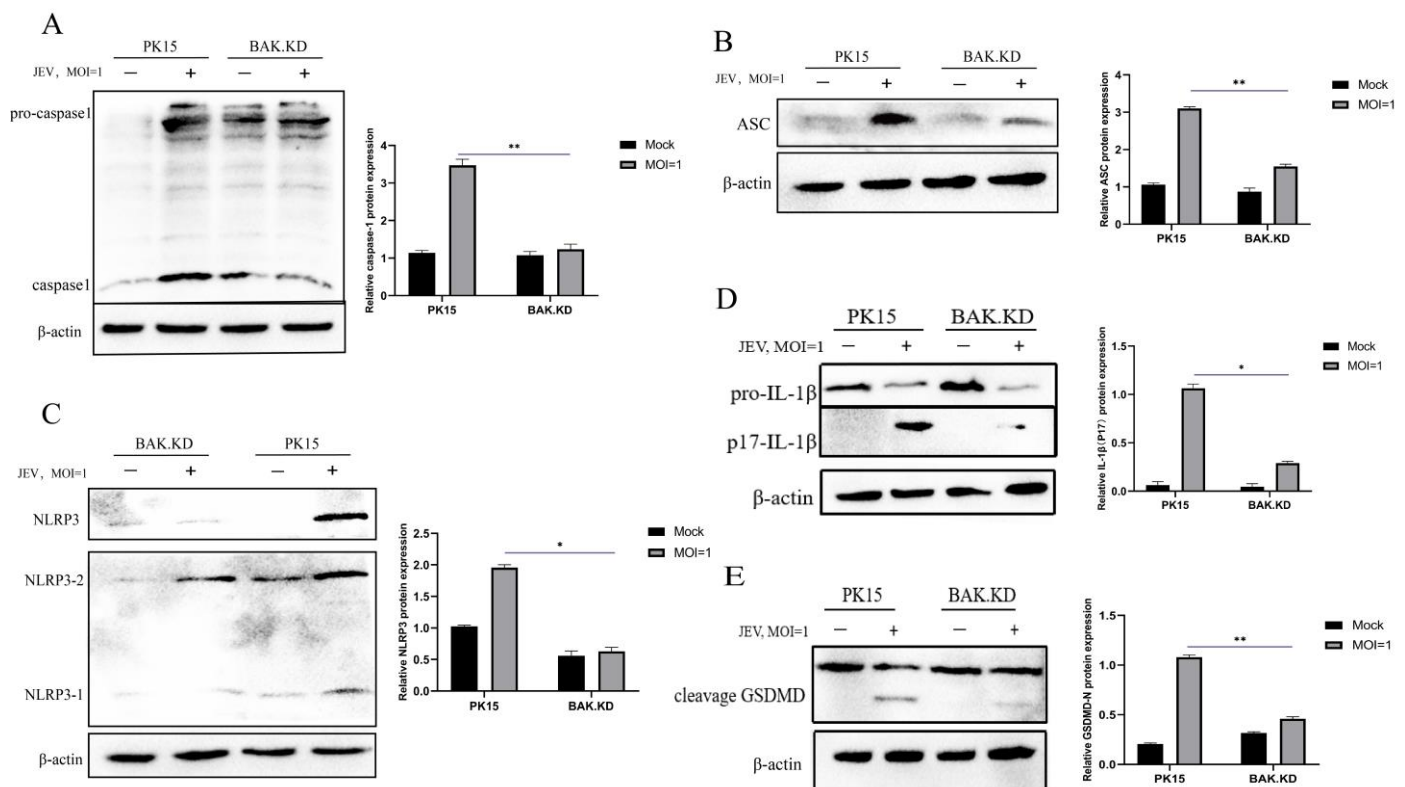 A
PK15 BAK.KD
JEV, MOI=1 — + — +
pro-caspase1
caspase1
β-actin
Relative caspase-1 protein expression
4
3
2
1
0
**
PK15 BAK.KD
Mock
MOI=1
B
PK15 BAK.KD
JEV, MOI=1 — + — +
ASC
β-actin
Relative ASC protein expression
4
3
2
1
0
**
PK15 BAK.KD
Mock
MOI=1
C
BAK.KD PK15
JEV, MOI=1 — + — +
NLRP3
NLRP3-2
NLRP3-1
β-actin
Relative NLRP3 protein expression
2.5
2.0
1.5
1.0
0.5
0.0
*
PK15 BAK.KD
Mock
MOI=1
D
PK15 BAK.KD
JEV, MOI=1 — + — +
pro-IL-1β
p17-IL-1β
β-actin
Relative IL-1β(P17) protein expression
1.5
1.0
0.5
0.0
*
PK15 BAK.KD
Mock
MOI=1
E
PK15 BAK.KD
JEV, MOI=1 — + — +
cleavage GSDMD
β-actin
Relative GSDMD-N protein expression
1.5
1.0
0.5
0.0
**
PK15 BAK.KD
Mock
MOI=1